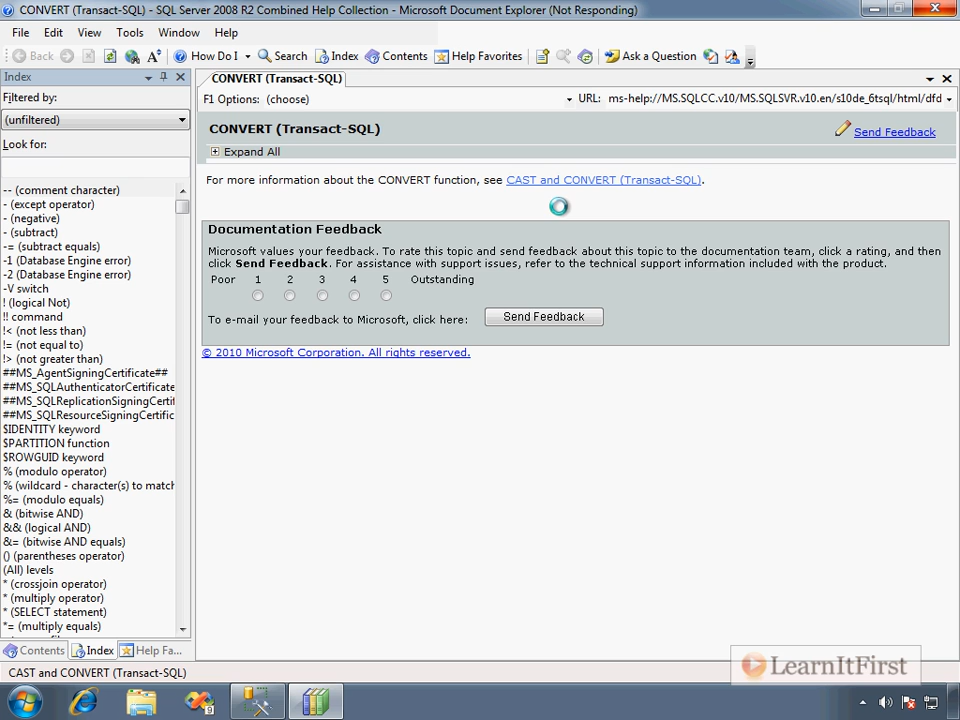 CONVERT (Transact-SQL) - SQL Server 2008 R2 Combined Help Collection - Microsoft Document Explorer (Not Responding)
File Edit View Tools Window Help
Back How Do I Search Index Contents Help Favorites Ask a Question
Index
Filtered by:
(unfiltered)
Look for:
-- (comment character)
- (except operator)
- (negative)
- (subtract)
-= (subtract equals)
-1 (Database Engine error)
-2 (Database Engine error)
-V switch
! (logical Not)
!! command
!< (not less than)
!= (not equal to)
!> (not greater than)
##MS_AgentSigningCertificate##
##MS_SQLAuthenticatorCertificate
##MS_SQLReplicationSigningCertif
##MS_SQLResourceSigningCertific
$IDENTITY keyword
$PARTITION function
$ROWGUID keyword
% (modulo operator)
% (wildcard - character(s) to match
%= (modulo equals)
& (bitwise AND)
&& (logical AND)
&= (bitwise AND equals)
() (parentheses operator)
(All) levels
* (crossjoin operator)
* (multiply operator)
* (SELECT statement)
*= (multiply equals)
Contents Index Help Fa...
CONVERT (Transact-SQL)
F1 Options: (choose) URL: ms-help://MS.SQLCC.v10/MS.SQLSVR.v10.en/s10de_6tsql/html/dfd
CONVERT (Transact-SQL) Send Feedback
Expand All
For more information about the CONVERT function, see CAST and CONVERT (Transact-SQL).
Documentation Feedback
Microsoft values your feedback. To rate this topic and send feedback about this topic to the documentation team, click a rating, and then
click Send Feedback. For assistance with support issues, refer to the technical support information included with the product.
Poor 1 2 3 4 5 Outstanding
To e-mail your feedback to Microsoft, click here: Send Feedback
© 2010 Microsoft Corporation. All rights reserved.
LearnItFirst
CAST and CONVERT (Transact-SQL)